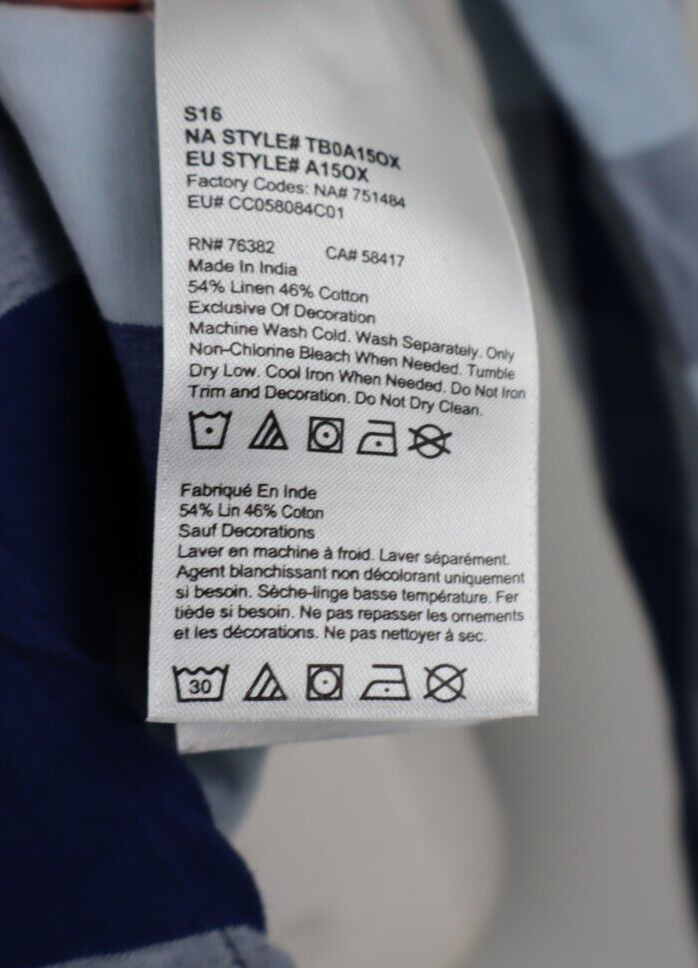 S16
NA STYLE# TB0A15OX
EU STYLE# A15OX
Factory Codes: NA# 751484
EU# CC058084C01
RN# 76382 CA# 58417
Made In India
54% Linen 46% Cotton
Exclusive Of Decoration
Machine Wash Cold. Wash Separately. Only
Non-Chlorine Bleach When Needed. Tumble
Dry Low. Cool Iron When Needed. Do Not Iron
Trim and Decoration. Do Not Dry Clean.
Fabriqué En Inde
54% Lin 46% Coton
Sauf Decorations
Laver en machine à froid. Laver séparément.
Agent blanchissant non décolorant uniquement
si besoin. Sèche-linge basse température. Fer
tiède si besoin. Ne pas repasser les ornements
et les décorations. Ne pas nettoyer à sec.
30